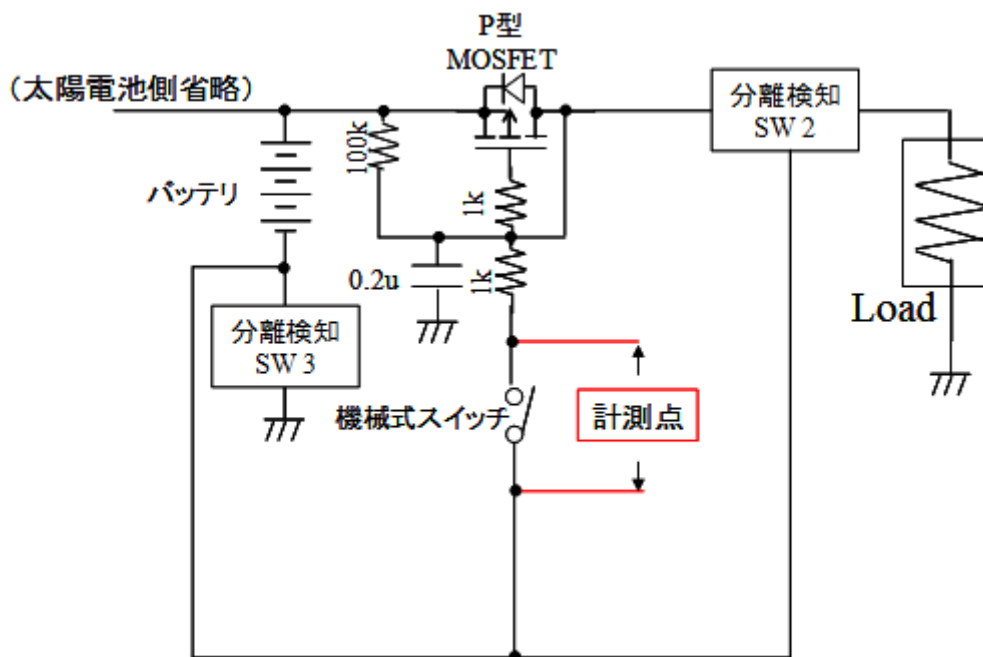 P型
MOSFET
(太陽電池側省略)
分離検知
SW 2
100k
バッテリ
1k
0.2u
1k
Load
分離検知
SW 3
機械式スイッチ
計測点